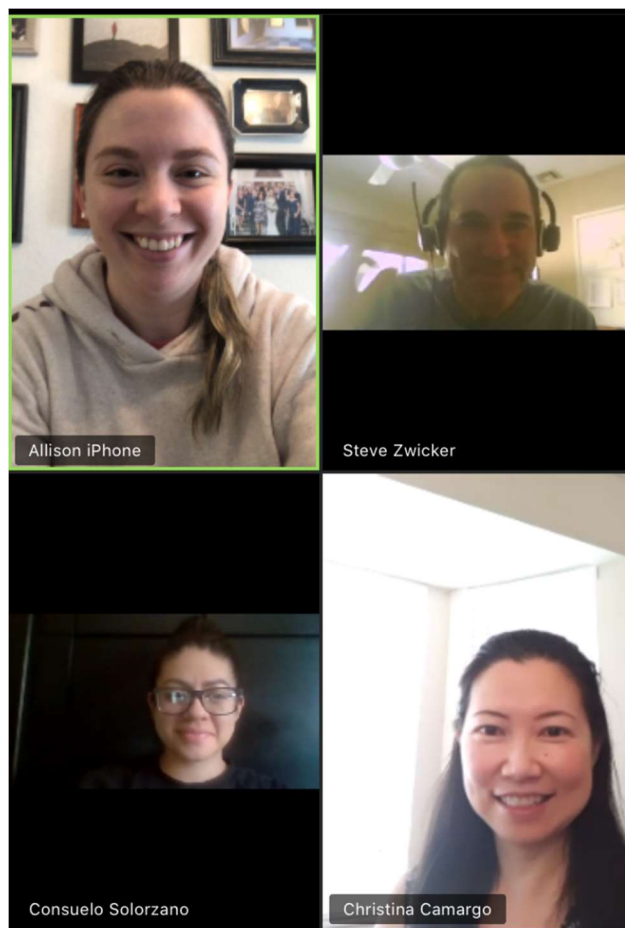 Allison iPhone
Steve Zwicker
Consuelo Solorzano
Christina Camargo